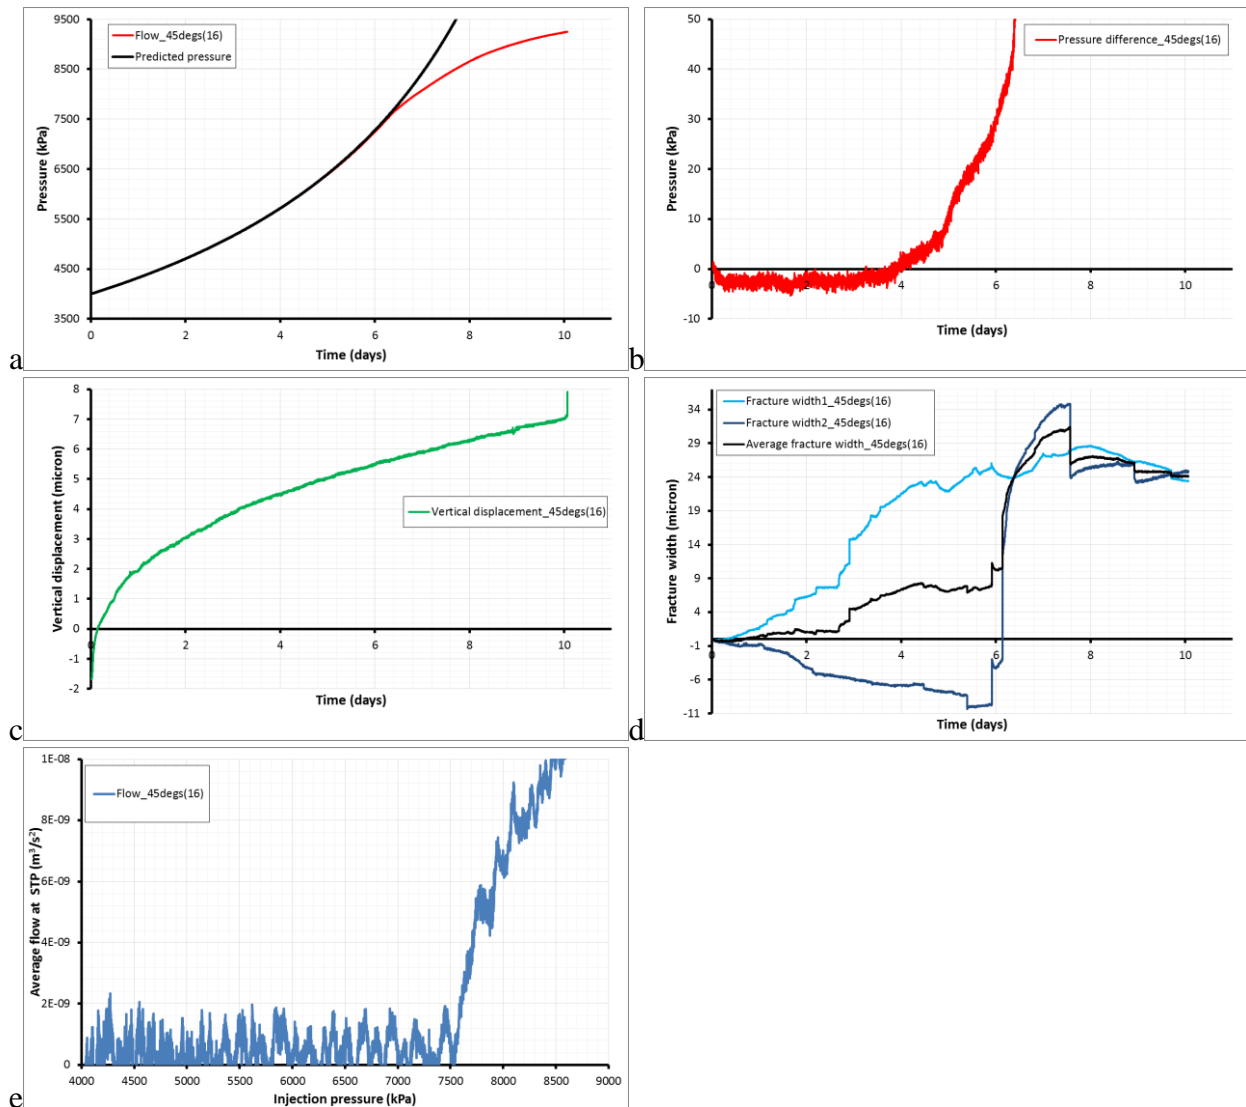 a
9500
8500
7500
6500
5500
4500
3500
Pressure (kPa)
Flow_45degs(16)
Predicted pressure
0 2 4 6 8 10
Time (days)
b
50
40
30
20
10
0
-10
Pressure (kPa)
Pressure difference_45degs(16)
0 2 4 6 8 10
Time (days)
c
8
7
6
5
4
3
2
1
0
-1
-2
Vertical displacement (micron)
Vertical displacement_45degs(16)
0 2 4 6 8 10
Time (days)
d
34
29
24
19
14
9
4
-1
-6
-11
Fracture width (micron)
Fracture width1_45degs(16)
Fracture width2_45degs(16)
Average fracture width_45degs(16)
0 2 4 6 8 10
Time (days)
e
1E-08
8E-09
6E-09
4E-09
2E-09
0
Average flow at STP (m³/s²)
Flow_45degs(16)
4000 4500 5000 5500 6000 6500 7000 7500 8000 8500 9000
Injection pressure (kPa)